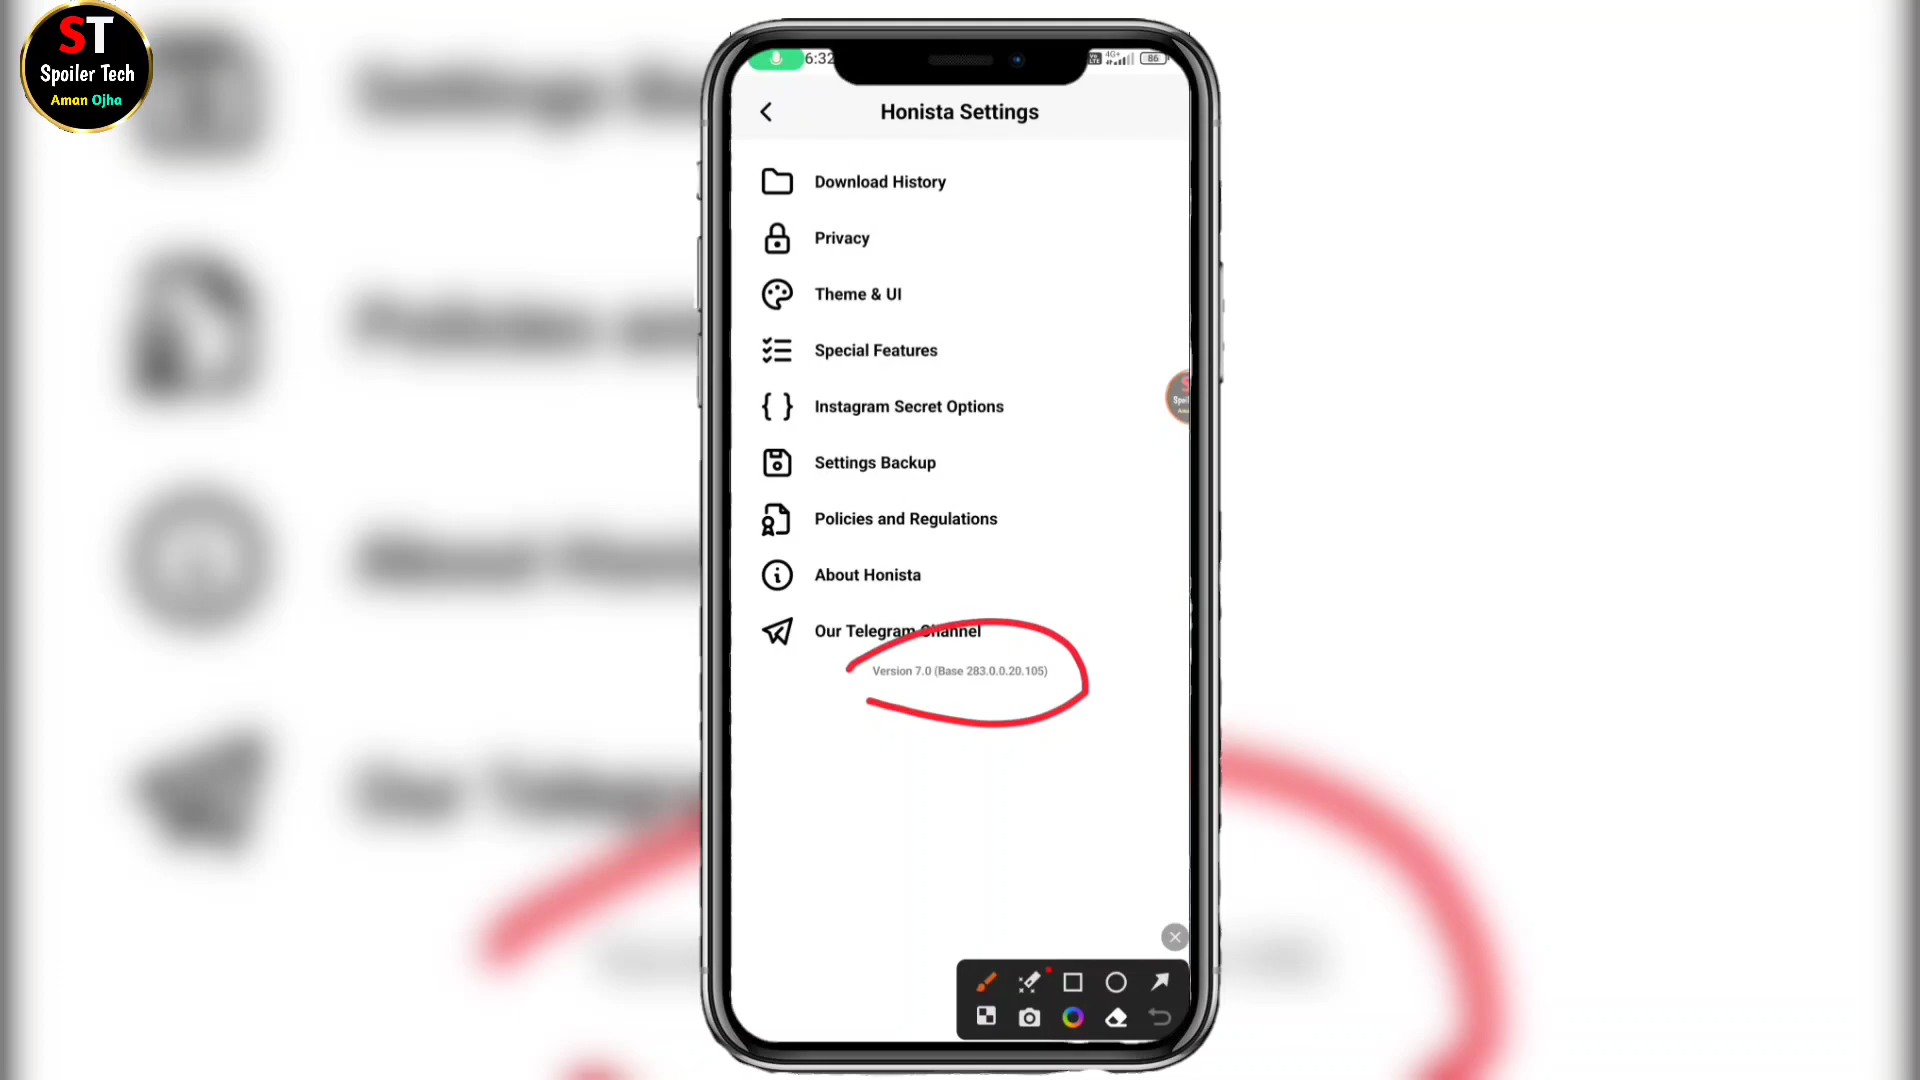 ST
Spoiler Tech
Aman Ojha
6:32
4G+
86
Honista Settings
Download History
Privacy
Theme & UI
Special Features
Instagram Secret Options
Settings Backup
Policies and Regulations
About Honista
Our Telegram Channel
Version 7.0 (Base 283.0.0.20.105)